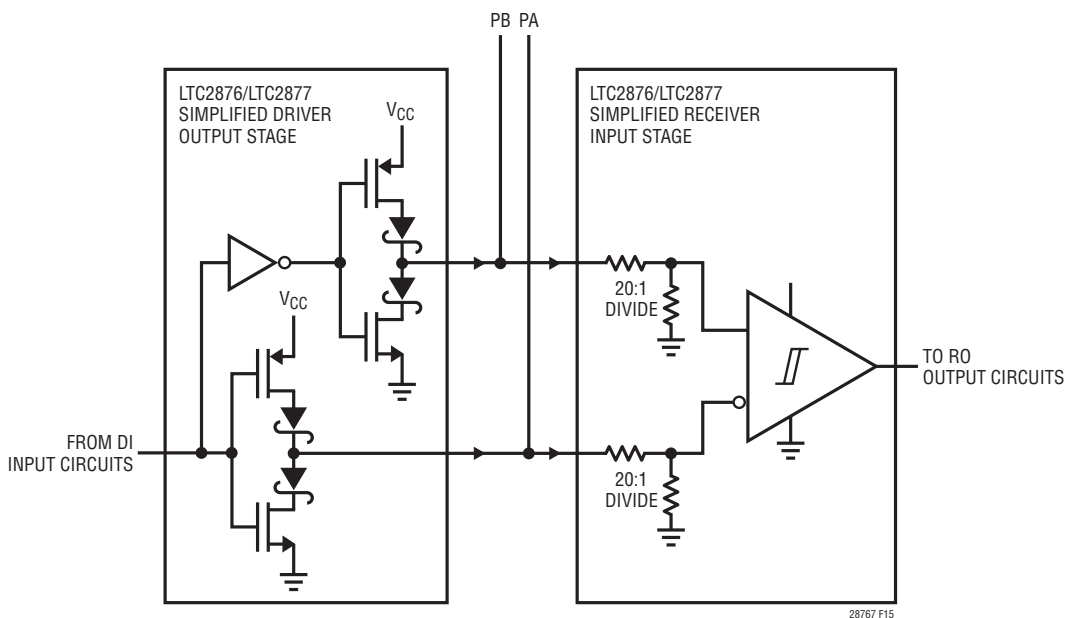 PB PA
LTC2876/LTC2877
SIMPLIFIED DRIVER
OUTPUT STAGE
VCC
VCC
FROM DI
INPUT CIRCUITS
LTC2876/LTC2877
SIMPLIFIED RECEIVER
INPUT STAGE
20:1
DIVIDE
20:1
DIVIDE
TO RO
OUTPUT CIRCUITS
28767 F15